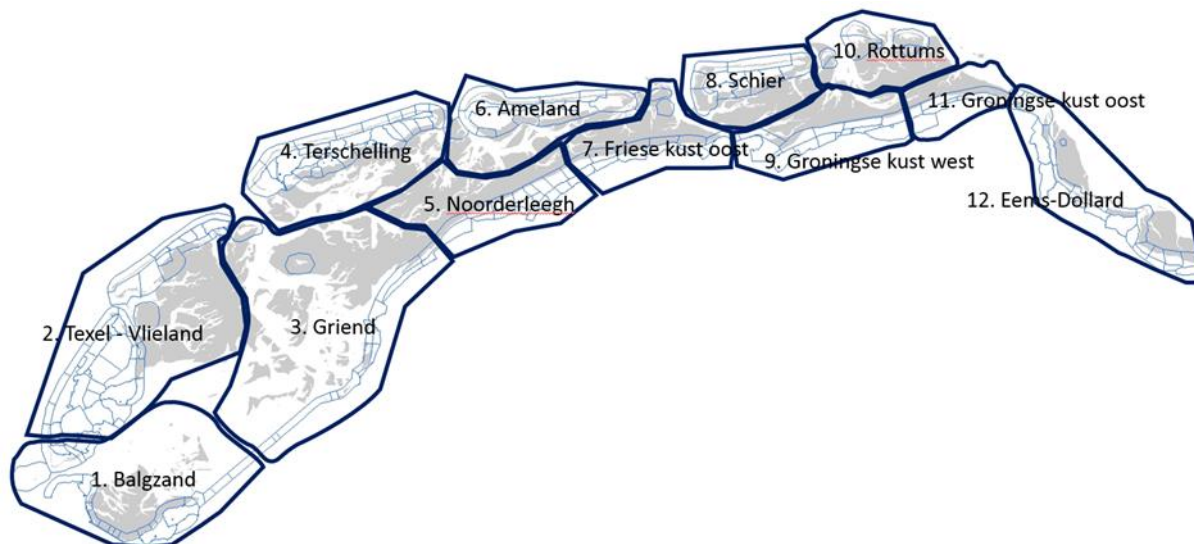 1. Balgzand
2. Texel - Vlieland
3. Griend
4. Terschelling
5. Noorderleegh
6. Ameland
7. Friese kust oost
8. Schier
9. Groningse kust west
10. Rottums
11. Groningse kust oost
12. Eems-Dollard